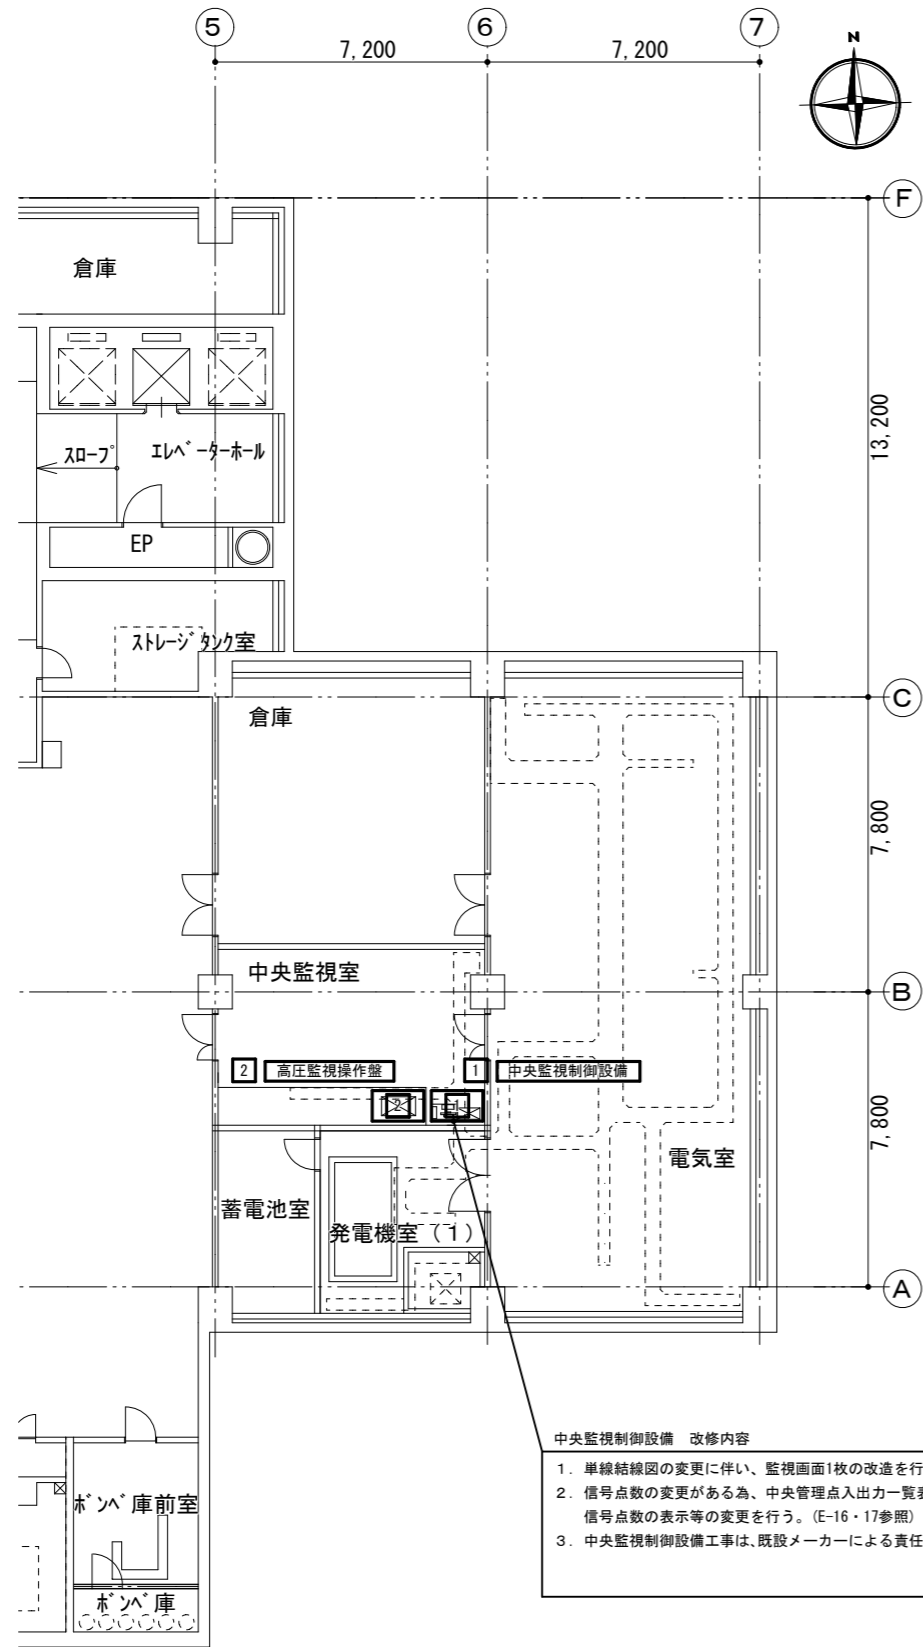 5
6
7
7,200
7,200
N
F
倉庫
13,200
スロープ
エレベーターホール
EP
ストレージタンク室
C
倉庫
7,800
中央監視室
B
2
高圧監視操作盤
1
中央監視制御設備
2
1
7,800
電気室
蓄電池室
発電機室(1)
A
中央監視制御設備 改修内容
1. 単線結線図の変更に伴い、監視画面1枚の改造を行
2. 信号点数の変更がある為、中央管理点入出力一覧表
信号点数の表示等の変更を行う。(E-16・17参照)
3. 中央監視制御設備工事は、既設メーカーによる責任
ボンベ庫前室
ボンベ庫